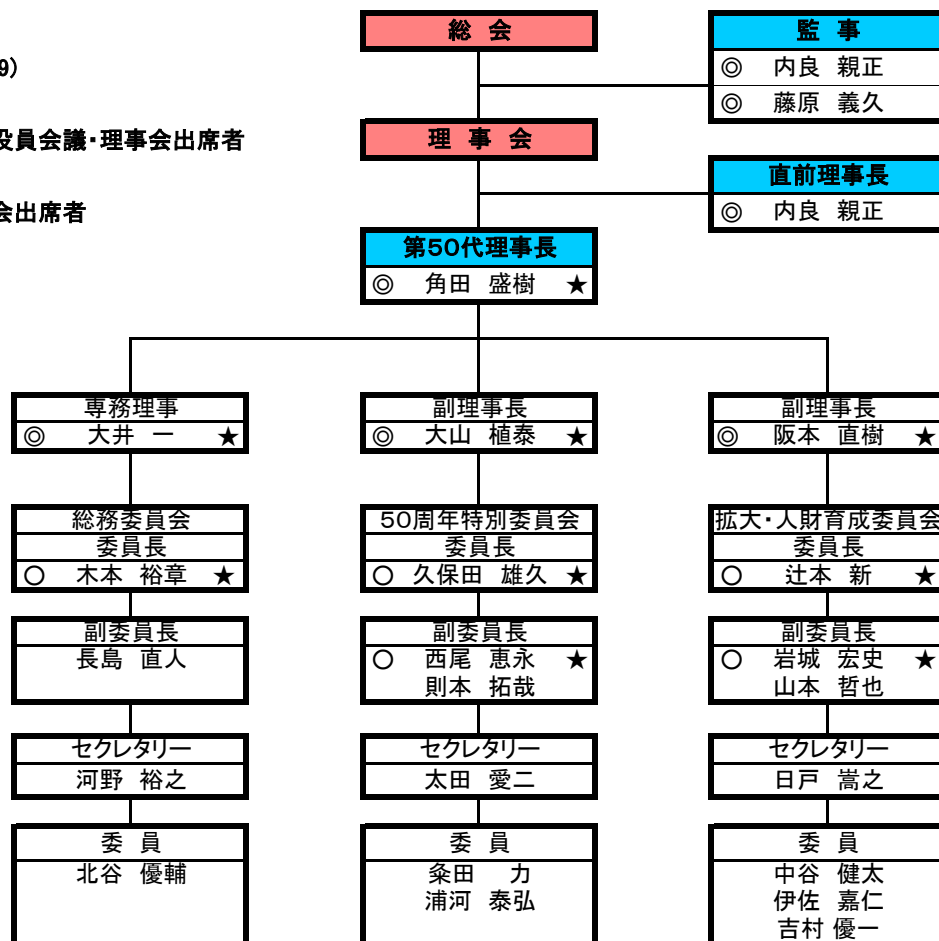 総 会
監 事
9)
◎ 内良 親正
◎ 藤原 義久
役員会議・理事会出席者
理 事 会
直前理事長
会出席者
◎ 内良 親正
第50代理事長
◎ 角田 盛樹 ★
専務理事
◎ 大井 一 ★
副理事長
◎ 大山 植泰 ★
副理事長
◎ 阪本 直樹 ★
総務委員会
委員長
○ 木本 裕章 ★
50周年特別委員会
委員長
○ 久保田 雄久 ★
拡大・人財育成委員会
委員長
○ 辻本 新 ★
副委員長
長島 直人
副委員長
○ 西尾 恵永 ★
則本 拓哉
副委員長
○ 岩城 宏史 ★
山本 哲也
セクレタリー
河野 裕之
セクレタリー
太田 愛二
セクレタリー
日戸 嵩之
委 員
北谷 優輔
委 員
粂田 力
浦河 泰弘
委 員
中谷 健太
伊佐 嘉仁
吉村 優一